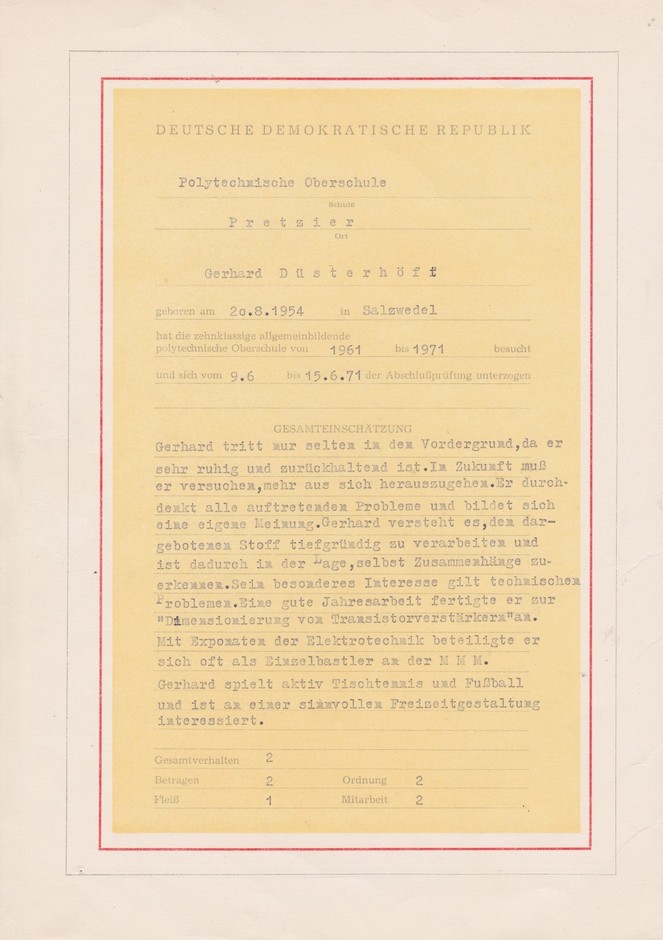 DEUTSCHE DEMOKRATISCHE REPUBLIK
Polytechnische Oberschule
Schule
Pretzier
Ort
Gerhard Düsterhöft
geboren am 20.8.1954 in Salzwedel
hat die zehnklassige allgemeinbildende
polytechnische Oberschule von 1961 bis 1971 besucht
und sich vom 9.6 bis 15.6.71 der Abschlußprüfung unterzogen
GESAMTEINSCHÄTZUNG
Gerhard tritt nur selten in den Vordergrund,da er
sehr ruhig und zurückhaltend ist.In Zukunft muß
er versuchen,mehr aus sich herauszugehen.Er durch-
denkt alle auftretenden Probleme und bildet sich
eine eigene Meinung.Gerhard versteht es,den dar-
gebotenen Stoff tiefgründig zu verarbeiten und
ist dadurch in der Lage,selbst Zusammenhänge zu-
erkennen.Sein besonderes Interesse gilt technischen
Problemen.Eine gute Jahresarbeit fertigte er zur
"Dimensionierung von Transistorverstärkern"an.
Mit Exponaten der Elektrotechnik beteiligte er
sich oft als Einzelbastler an der M M M.
Gerhard spielt aktiv Tischtennis und Fußball
und ist an einer sinnvollen Freizeitgestaltung
interessiert.
Gesamtverhalten 2
Betragen 2 Ordnung 2
Fleiß 1 Mitarbeit 2